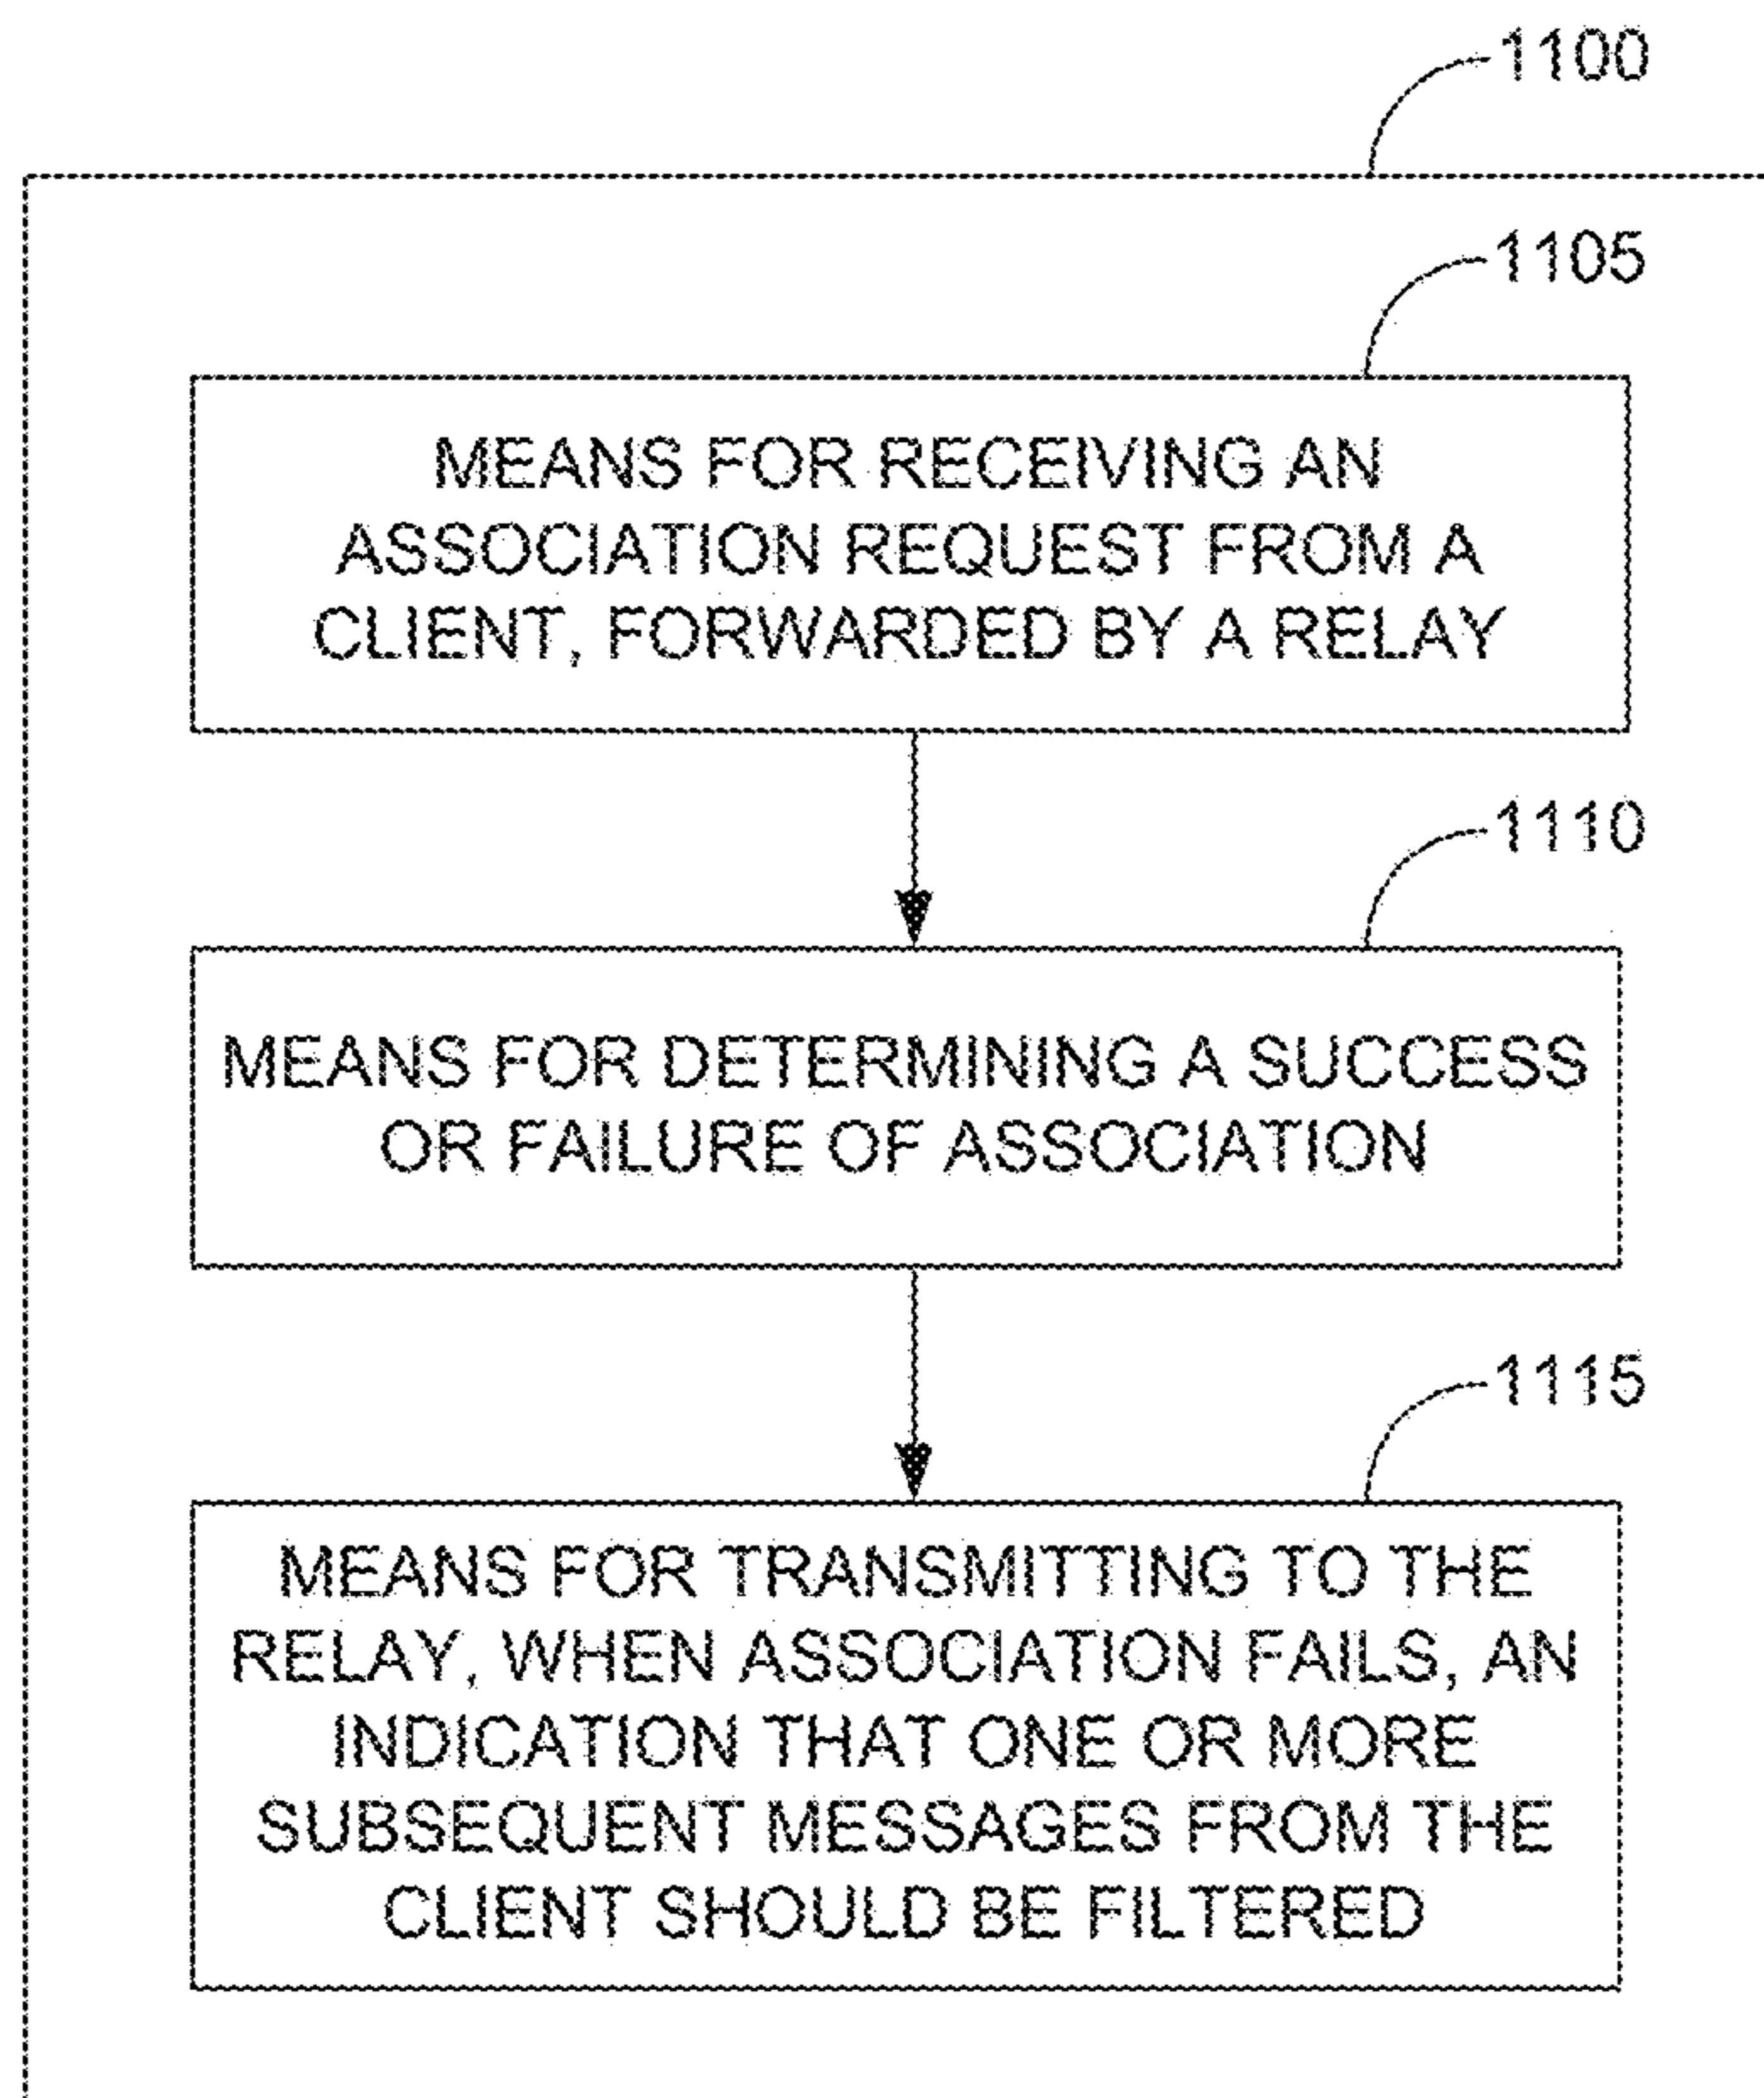 1100
1105
MEANS FOR RECEIVING AN
ASSOCIATION REQUEST FROM A
CLIENT, FORWARDED BY A RELAY
1110
MEANS FOR DETERMINING A SUCCESS
OR FAILURE OF ASSOCIATION
1115
MEANS FOR TRANSMITTING TO THE
RELAY, WHEN ASSOCIATION FAILS, AN
INDICATION THAT ONE OR MORE
SUBSEQUENT MESSAGES FROM THE
CLIENT SHOULD BE FILTERED